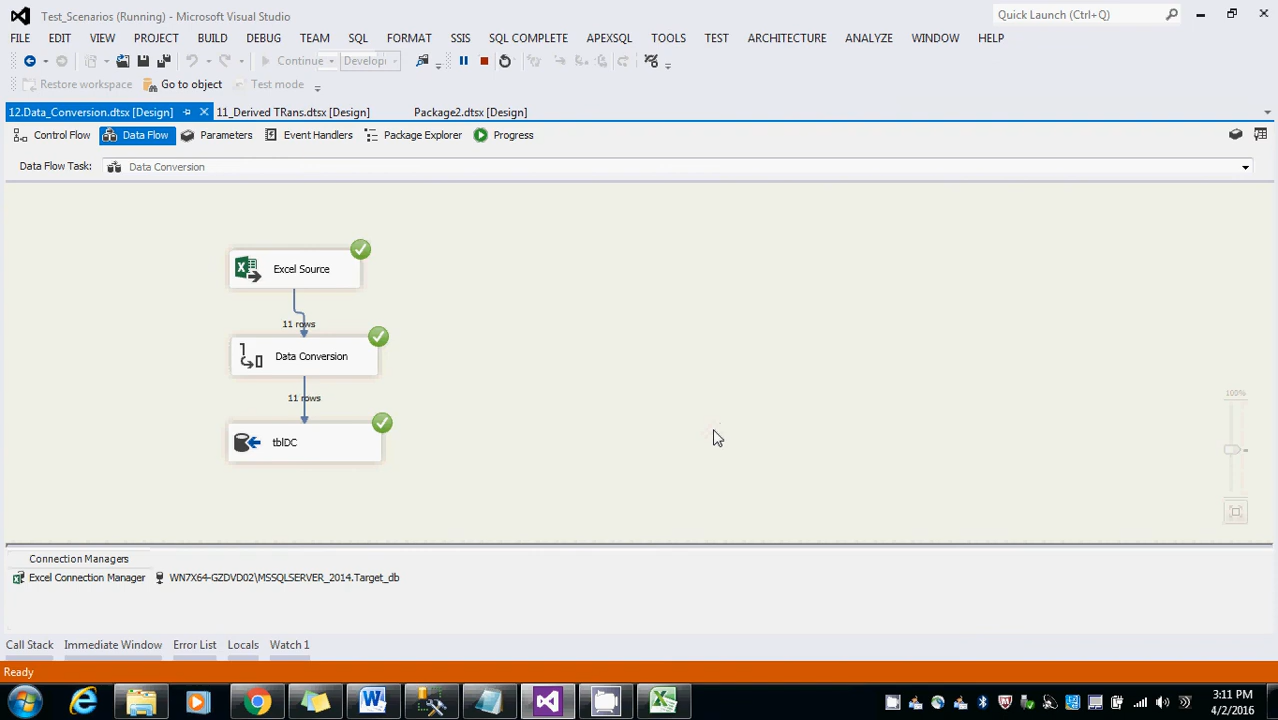 Test_Scenarios (Running) - Microsoft Visual Studio
Quick Launch (Ctrl+Q)
FILE EDIT VIEW PROJECT BUILD DEBUG TEAM SQL FORMAT SSIS SQL COMPLETE APEXSQL TOOLS TEST ARCHITECTURE ANALYZE WINDOW HELP
Continue Developi
Restore workspace Go to object Test mode
12.Data_Conversion.dtsx [Design] 11_Derived TRans.dtsx [Design] Package2.dtsx [Design]
Control Flow Data Flow Parameters Event Handlers Package Explorer Progress
Data Flow Task: Data Conversion
Excel Source
11 rows
Data Conversion
11 rows
tblDC
100%
Connection Managers
Excel Connection Manager WN7X64-GZDVD02\MSSQLSERVER_2014.Target_db
Call Stack Immediate Window Error List Locals Watch 1
Ready
3:11 PM
4/2/2016